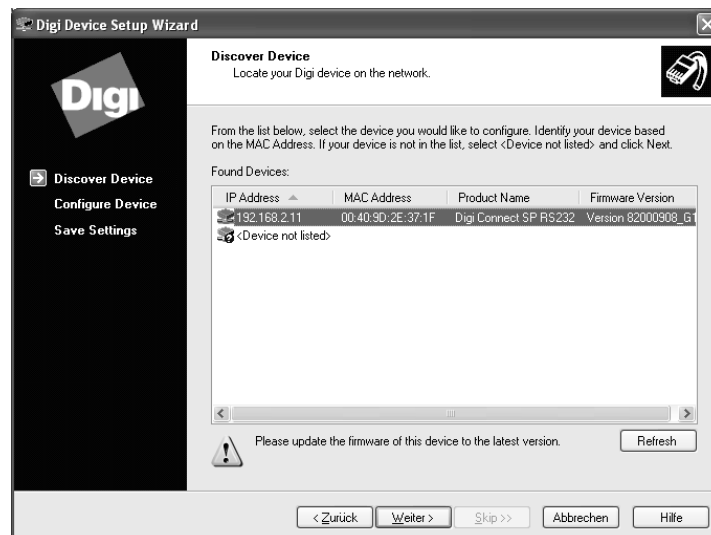 Digi Device Setup Wizard
Discover Device
Locate your Digi device on the network.
Digi
Discover Device
Configure Device
Save Settings
From the list below, select the device you would like to configure. Identify your device based
on the MAC Address. If your device is not in the list, select <Device not listed> and click Next.
Found Devices:
IP Address MAC Address Product Name Firmware Version
192.168.2.11 00:40:9D:2E:37:1F Digi Connect SP RS232 Version 82000908_G1
<Device not listed>
Please update the firmware of this device to the latest version.
Refresh
< Zurück Weiter > Skip >> Abbrechen Hilfe